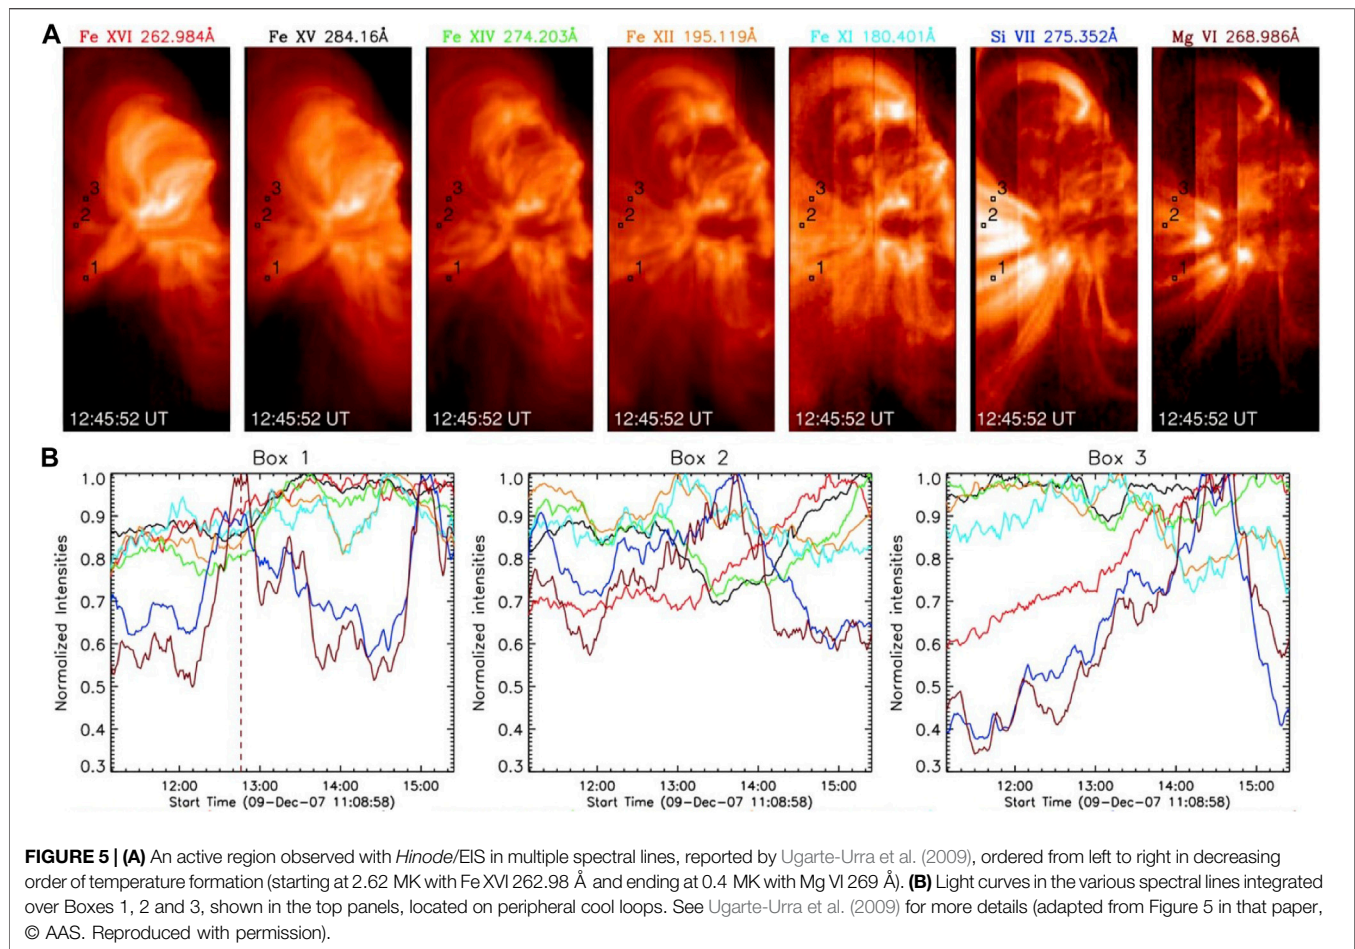 A
Fe XVI 262.984Å Fe XV 284.16Å Fe XIV 274.203Å Fe XII 195.119Å Fe XI 180.401Å Si VII 275.352Å Mg VI 268.986Å
3 3 3 3 3 3 3
2 2 2 2 2 2 2
1 1 1 1 1 1 1
12:45:52 UT 12:45:52 UT 12:45:52 UT 12:45:52 UT 12:45:52 UT 12:45:52 UT 12:45:52 UT
B
Box 1 Box 2 Box 3
1.0 1.0 1.0
0.9 0.9 0.9
0.8 0.8 0.8
0.7 0.7 0.7
0.6 0.6 0.6
0.5 0.5 0.5
0.4 0.4 0.4
0.3 0.3 0.3
Normalized intensities Normalized intensities Normalized intensities
12:00 13:00 14:00 15:00 12:00 13:00 14:00 15:00 12:00 13:00 14:00 15:00
Start Time (09-Dec-07 11:08:58) Start Time (09-Dec-07 11:08:58) Start Time (09-Dec-07 11:08:58)
FIGURE 5 | (A) An active region observed with Hinode/EIS in multiple spectral lines, reported by Ugarte-Urra et al. (2009), ordered from left to right in decreasing
order of temperature formation (starting at 2.62 MK with Fe XVI 262.98 Å and ending at 0.4 MK with Mg VI 269 Å). (B) Light curves in the various spectral lines integrated
over Boxes 1, 2 and 3, shown in the top panels, located on peripheral cool loops. See Ugarte-Urra et al. (2009) for more details (adapted from Figure 5 in that paper,
© AAS. Reproduced with permission).